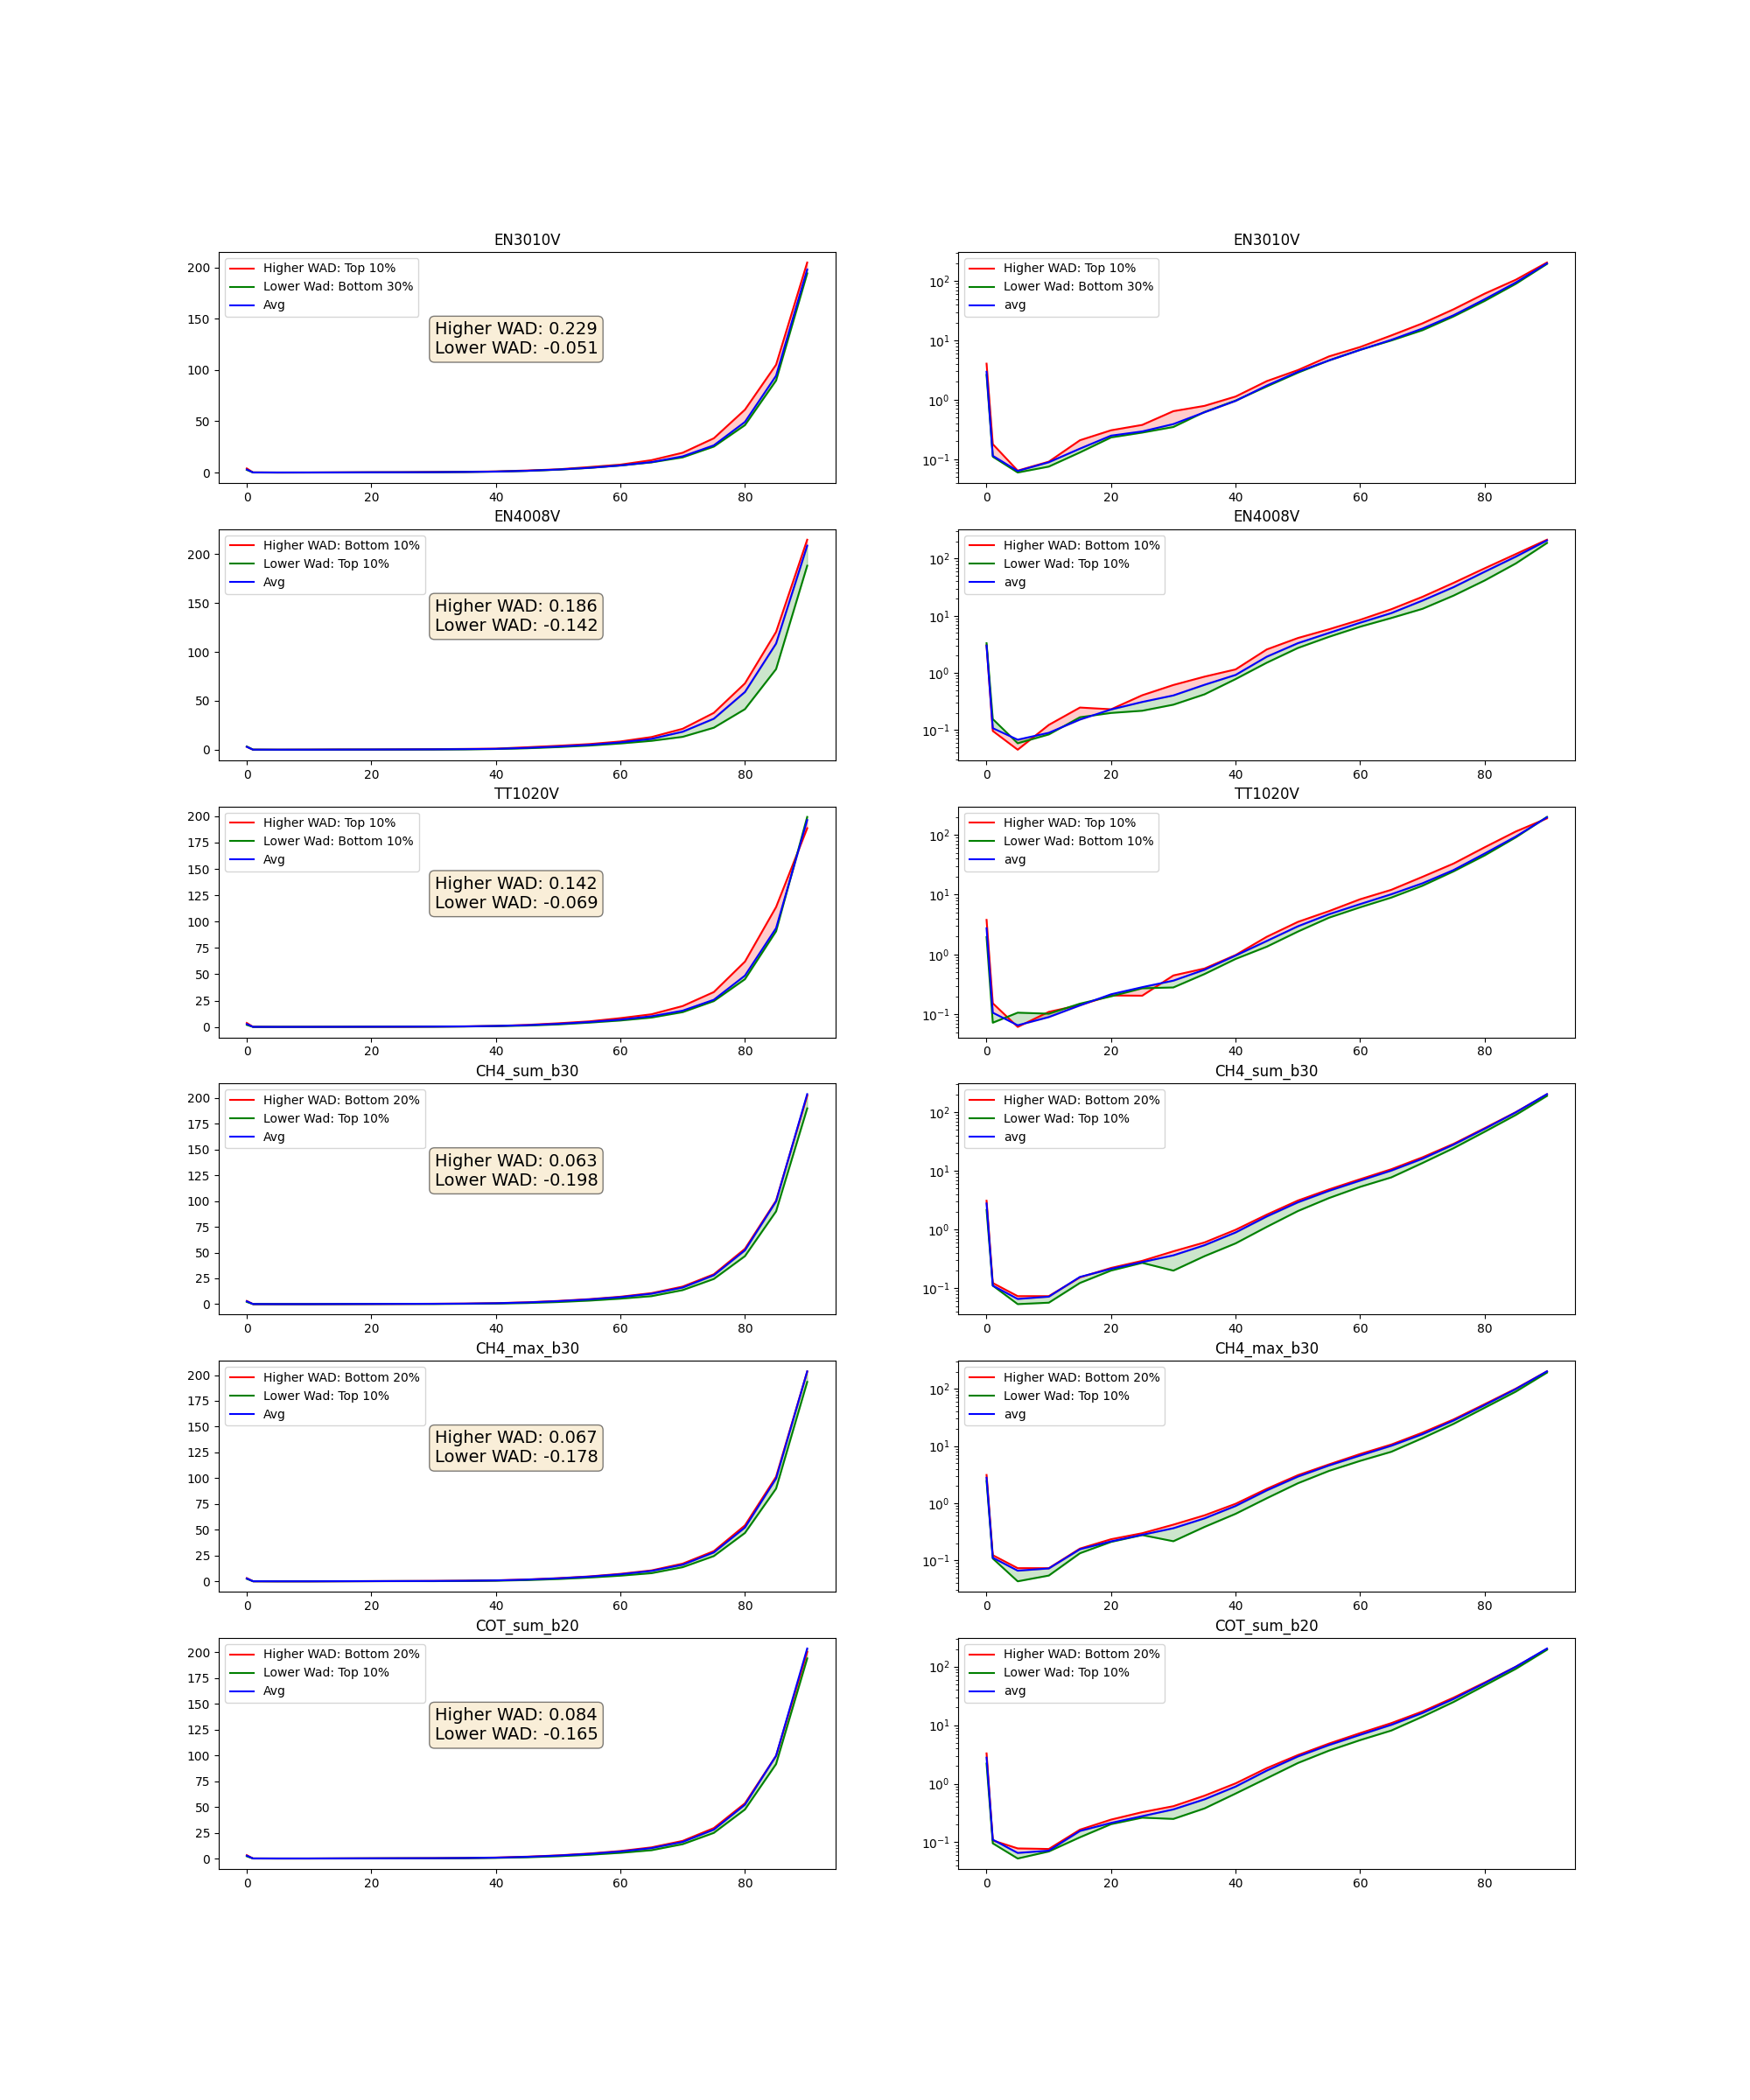 EN3010V
Higher WAD: Top 10%
Lower Wad: Bottom 30%
Avg
Higher WAD: 0.229
Lower WAD: -0.051
200
150
100
50
0
0 20 40 60 80
EN3010V
Higher WAD: Top 10%
Lower Wad: Bottom 30%
avg
10²
10¹
10⁰
10⁻¹
0 20 40 60 80
EN4008V
Higher WAD: Bottom 10%
Lower Wad: Top 10%
Avg
Higher WAD: 0.186
Lower WAD: -0.142
200
150
100
50
0
0 20 40 60 80
EN4008V
Higher WAD: Bottom 10%
Lower Wad: Top 10%
avg
10²
10¹
10⁰
10⁻¹
0 20 40 60 80
TT1020V
Higher WAD: Top 10%
Lower Wad: Bottom 10%
Avg
Higher WAD: 0.142
Lower WAD: -0.069
200
175
150
125
100
75
50
25
0
0 20 40 60 80
TT1020V
Higher WAD: Top 10%
Lower Wad: Bottom 10%
avg
10²
10¹
10⁰
10⁻¹
0 20 40 60 80
CH4_sum_b30
Higher WAD: Bottom 20%
Lower Wad: Top 10%
Avg
Higher WAD: 0.063
Lower WAD: -0.198
200
175
150
125
100
75
50
25
0
0 20 40 60 80
CH4_sum_b30
Higher WAD: Bottom 20%
Lower Wad: Top 10%
avg
10²
10¹
10⁰
10⁻¹
0 20 40 60 80
CH4_max_b30
Higher WAD: Bottom 20%
Lower Wad: Top 10%
Avg
Higher WAD: 0.067
Lower WAD: -0.178
200
175
150
125
100
75
50
25
0
0 20 40 60 80
CH4_max_b30
Higher WAD: Bottom 20%
Lower Wad: Top 10%
avg
10²
10¹
10⁰
10⁻¹
0 20 40 60 80
COT_sum_b20
Higher WAD: Bottom 20%
Lower Wad: Top 10%
Avg
Higher WAD: 0.084
Lower WAD: -0.165
200
175
150
125
100
75
50
25
0
0 20 40 60 80
COT_sum_b20
Higher WAD: Bottom 20%
Lower Wad: Top 10%
avg
10²
10¹
10⁰
10⁻¹
0 20 40 60 80